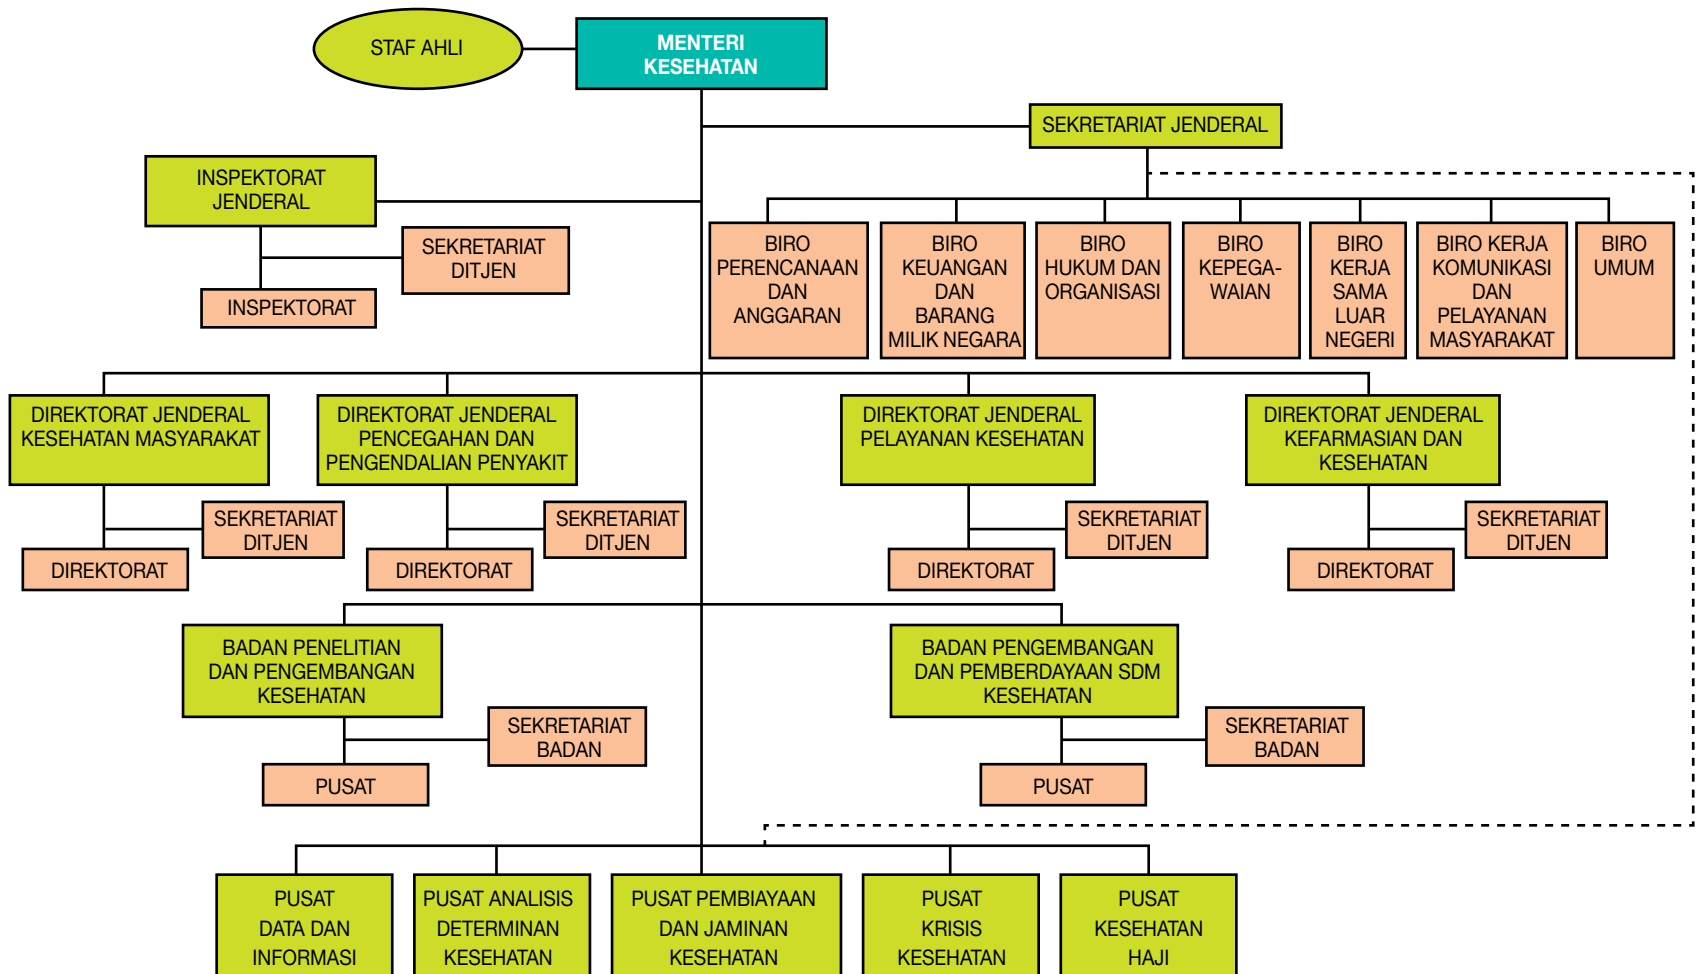 STAF AHLI
MENTERI
KESEHATAN
SEKRETARIAT JENDERAL
INSPEKTORAT
JENDERAL
SEKRETARIAT
DITJEN
INSPEKTORAT
BIRO
PERENCANAAN
DAN
ANGGARAN
BIRO
KEUANGAN
DAN
BARANG
MILIK NEGARA
BIRO
HUKUM DAN
ORGANISASI
BIRO
KEPEGA-
WAIAN
BIRO
KERJA
SAMA
LUAR
NEGERI
BIRO KERJA
KOMUNIKASI
DAN
PELAYANAN
MASYARAKAT
BIRO
UMUM
DIREKTORAT JENDERAL
KESEHATAN MASYARAKAT
SEKRETARIAT
DITJEN
DIREKTORAT
DIREKTORAT JENDERAL
PENCEGAHAN DAN
PENGENDALIAN PENYAKIT
SEKRETARIAT
DITJEN
DIREKTORAT
DIREKTORAT JENDERAL
PELAYANAN KESEHATAN
SEKRETARIAT
DITJEN
DIREKTORAT
DIREKTORAT JENDERAL
KEFARMASIAN DAN
KESEHATAN
SEKRETARIAT
DITJEN
DIREKTORAT
BADAN PENELITIAN
DAN PENGEMBANGAN
KESEHATAN
SEKRETARIAT
BADAN
PUSAT
BADAN PENGEMBANGAN
DAN PEMBERDAYAAN SDM
KESEHATAN
SEKRETARIAT
BADAN
PUSAT
PUSAT
DATA DAN
INFORMASI
PUSAT ANALISIS
DETERMINAN
KESEHATAN
PUSAT PEMBIAYAAN
DAN JAMINAN
KESEHATAN
PUSAT
KRISIS
KESEHATAN
PUSAT
KESEHATAN
HAJI